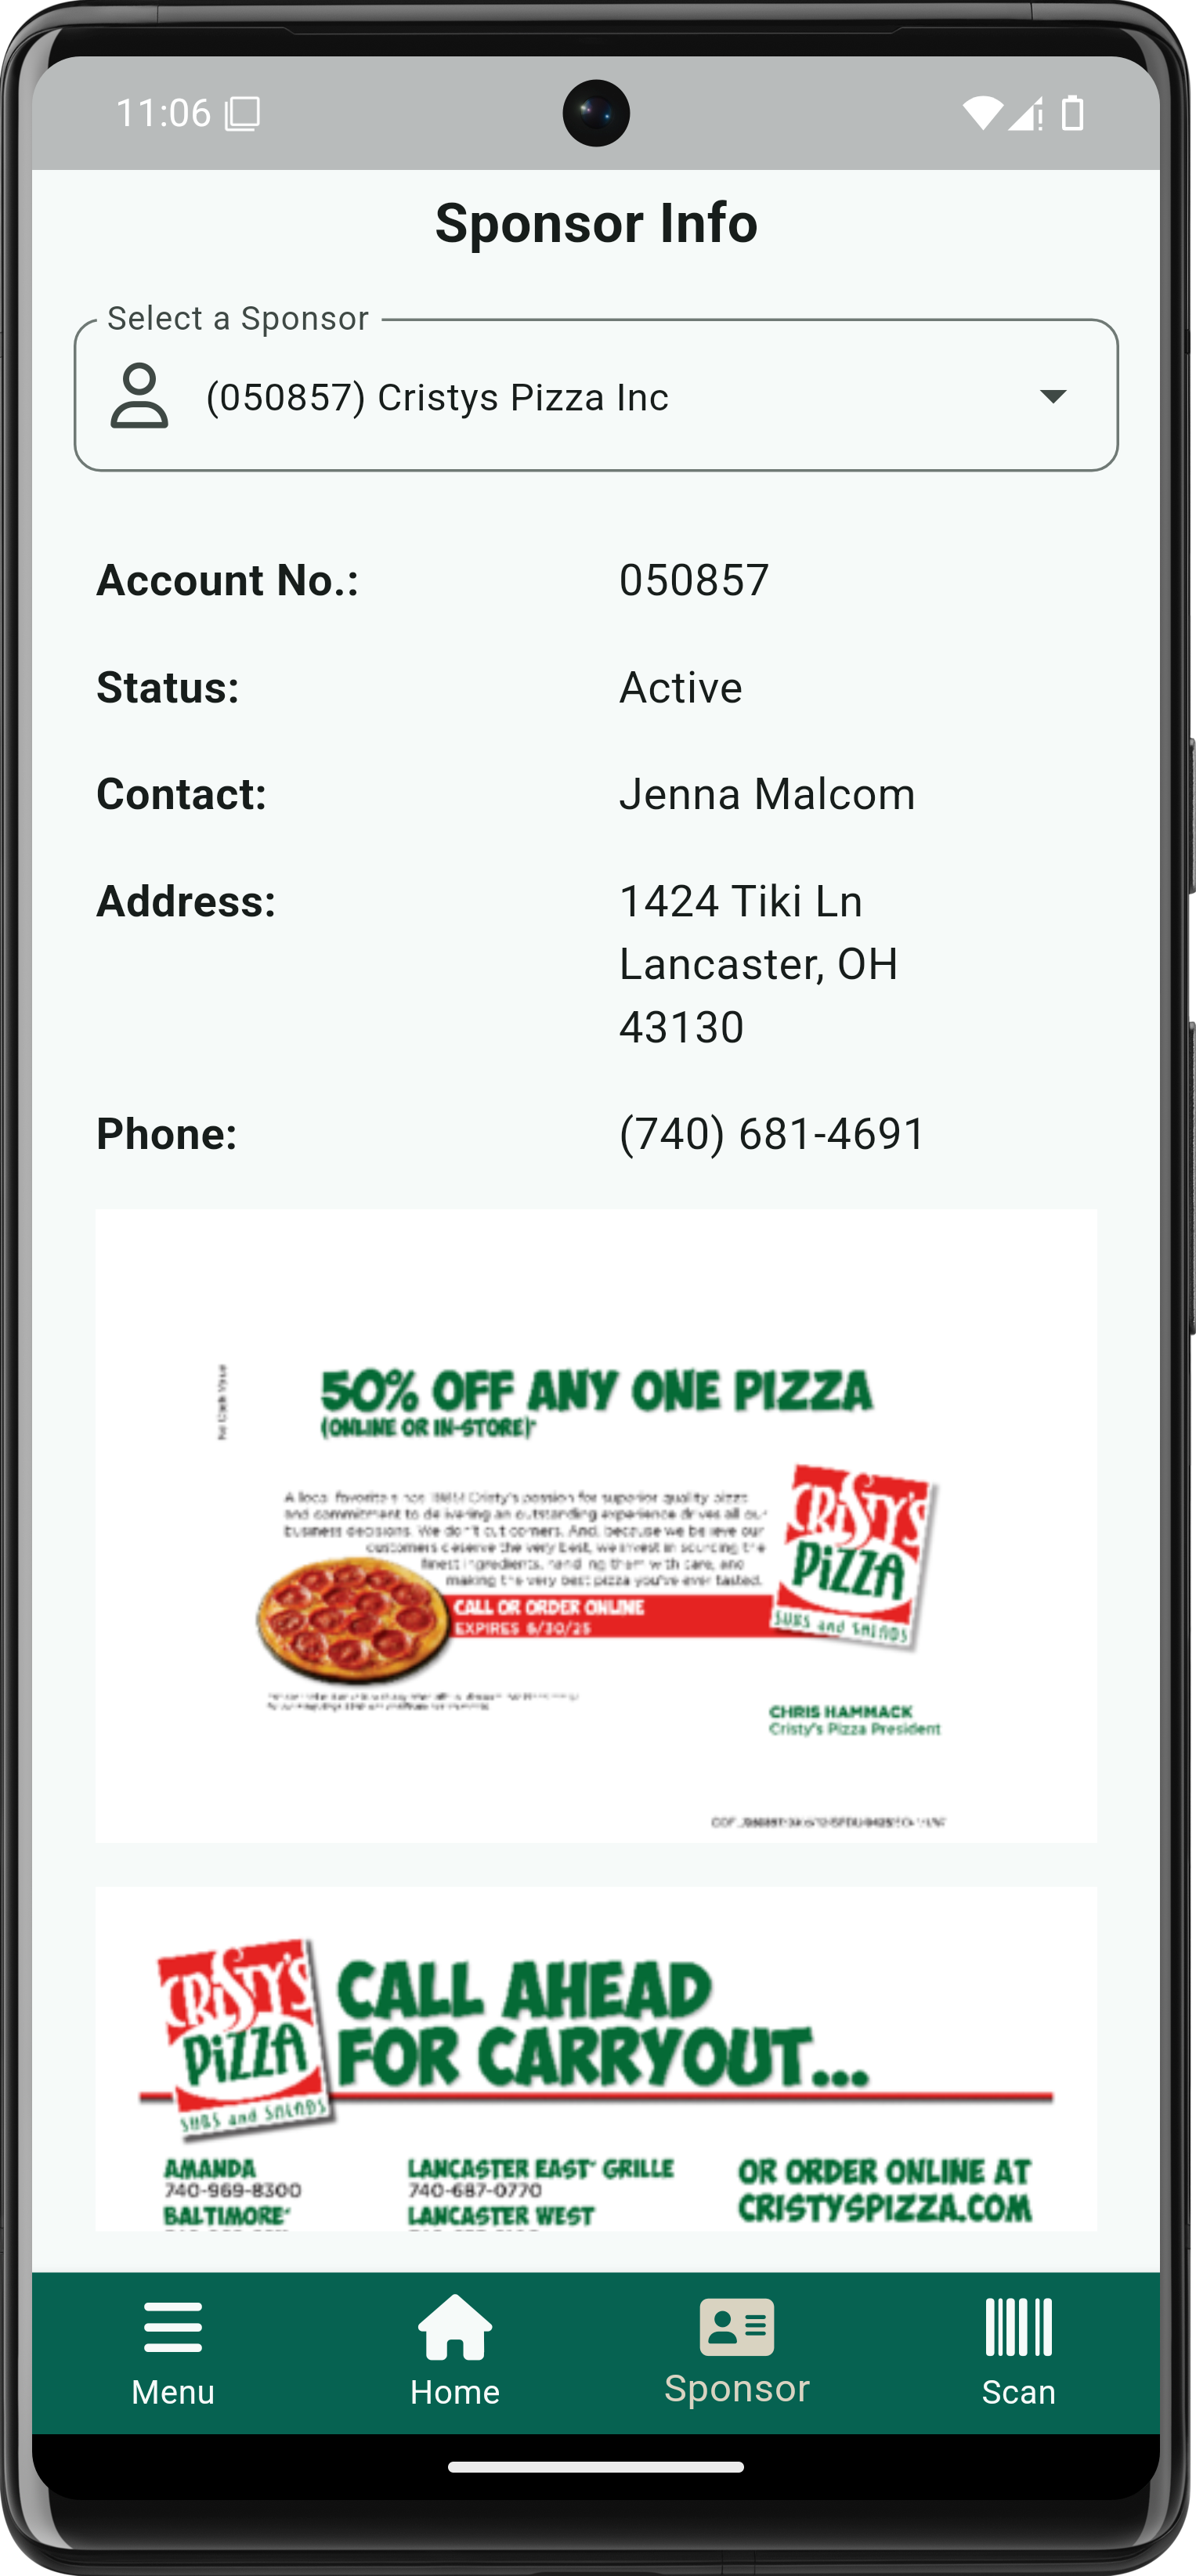 11:06
Sponsor Info
Select a Sponsor
(050857) Cristys Pizza Inc
Account No.: 050857
Status: Active
Contact: Jenna Malcom
Address: 1424 Tiki Ln
Lancaster, OH
43130
Phone: (740) 681-4691
50% OFF ANY ONE PIZZA
(ONLINE OR IN-STORE)*
A local favorite since Cristy's passion for superior quality pizza
and commitment to delivering an outstanding experience drives all our
business decisions. We don't cut corners. And, because we believe our
customers deserve the very best, we invest in sourcing the
finest ingredients, handling them with care, and
making the very best pizza you've ever tasted.
CALL OR ORDER ONLINE
EXPIRES 6/30/25
CRISTY'S
PIZZA
SUBS and SALADS
CHRIS HAMMACK
Cristy's Pizza President
CRISTY'S
PIZZA
SUBS and SALADS
CALL AHEAD
FOR CARRYOUT...
AMANDA
740-969-8300
BALTIMORE*
LANCASTER EAST* GRILLE
740-687-0770
LANCASTER WEST
OR ORDER ONLINE AT
CRISTYSPIZZA.COM
Menu
Home
Sponsor
Scan